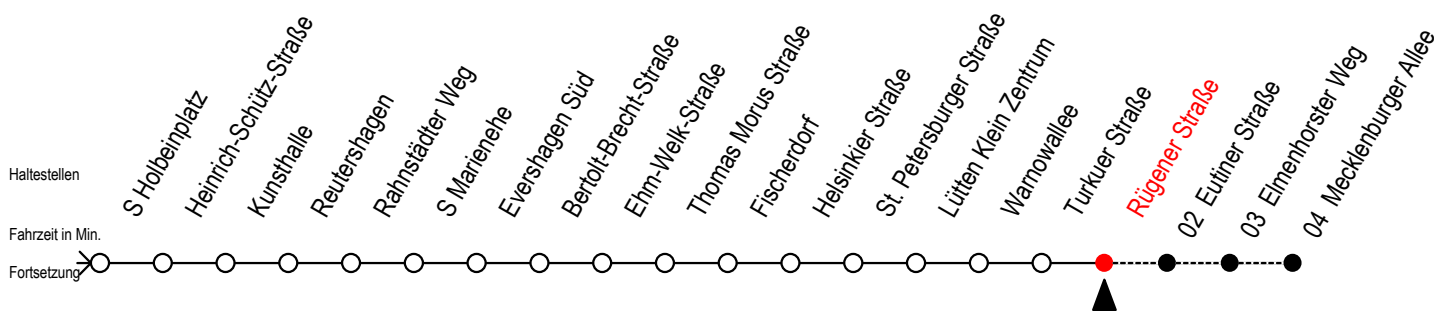 S Holbeinplatz
Heinrich-Schütz-Straße
Kunsthalle
Reutershagen
Rahnstädter Weg
S Marienehe
Evershagen Süd
Bertolt-Brecht-Straße
Ehm-Welk-Straße
Thomas Morus Straße
Fischerdorf
Helsinkier Straße
St. Petersburger Straße
Lütten Klein Zentrum
Warnowallee
Turkuer Straße
Rügener Straße
02 Eutiner Straße
03 Elmenhorster Weg
04 Mecklenburger Allee
Haltestellen
Fahrzeit in Min.
Fortsetzung